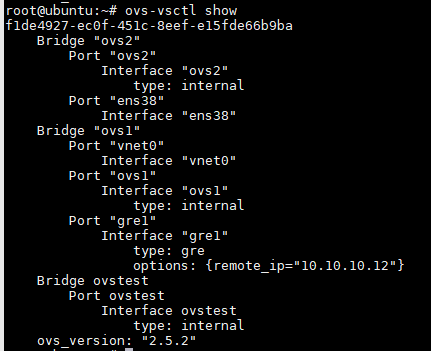 root@ubuntu:~# ovs-vsctl show
f1de4927-ec0f-451c-8eef-e15fde66b9ba
    Bridge "ovs2"
        Port "ovs2"
            Interface "ovs2"
                type: internal
        Port "ens38"
            Interface "ens38"
    Bridge "ovs1"
        Port "vnet0"
            Interface "vnet0"
        Port "ovs1"
            Interface "ovs1"
                type: internal
        Port "gre1"
            Interface "gre1"
                type: gre
                options: {remote_ip="10.10.10.12"}
    Bridge ovstest
        Port ovstest
            Interface ovstest
                type: internal
    ovs_version: "2.5.2"